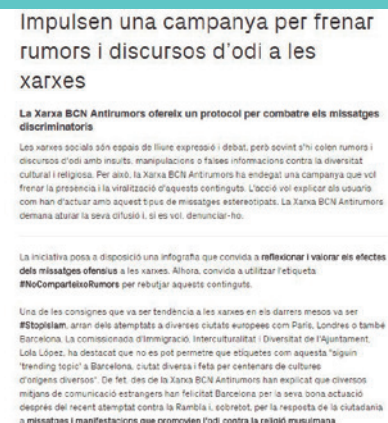 Impulsen una campanya per frenar
rumors i discursos d'odi a les
xarxes
La Xarxa BCN Antirumors ofereix un protocol per combatre els missatges
discriminatoris
Les xarxes socials són espais de lliure expressió i debat, però sovint s'hi colen rumors i
discursos d'odi amb insults, manipulacions o falses informacions contra la diversitat
cultural i religiosa. Per això, la Xarxa BCN Antirumors ha endegat una campanya que vol
frenar la presència i la viralització d'aquests continguts. L'acció vol explicar als usuaris
com han d'actuar amb aquest tipus de missatges estereotipats. La Xarxa BCN Antirumors
demana aturar la seva difusió i, si es vol, denunciar-ho.
La iniciativa posa a disposició una infografia que convida a reflexionar i valorar els efectes
dels missatges ofensius a les xarxes. Alhora, convida a utilitzar l'etiqueta
#NoComparteixoRumors per rebutjar aquests continguts.
Una de les consignes que va ser tendència a les xarxes en els darrers mesos va ser
#StopIslam, arran dels atemptats a diverses ciutats europees com París, Londres o també
Barcelona. La comissionada d'Immigració, Interculturalitat i Diversitat de l'Ajuntament,
Lola López, ha destacat que no es pot permetre que etiquetes com aquesta "siguin
'trending topic' a Barcelona, ciutat diversa i feta per centenars de cultures
d'orígens diversos". De fet, des de la Xarxa BCN Antirumors han explicat que diversos
mitjans de comunicació estrangers han felicitat Barcelona per la seva bona actuació
després del recent atemptat contra la Rambla i, sobretot, per la resposta de la ciutadania
a missatges i manifestacions que promovien l'odi contra la religió musulmana.